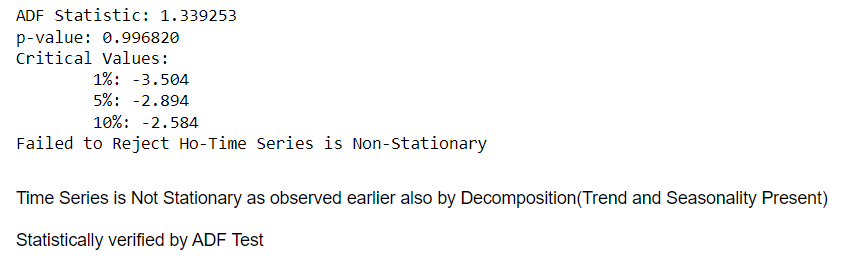 ADF Statistic: 1.339253
p-value: 0.996820
Critical Values:
1%: -3.504
5%: -2.894
10%: -2.584
Failed to Reject Ho-Time Series is Non-Stationary
Time Series is Not Stationary as observed earlier also by Decomposition(Trend and Seasonality Present)
Statistically verified by ADF Test